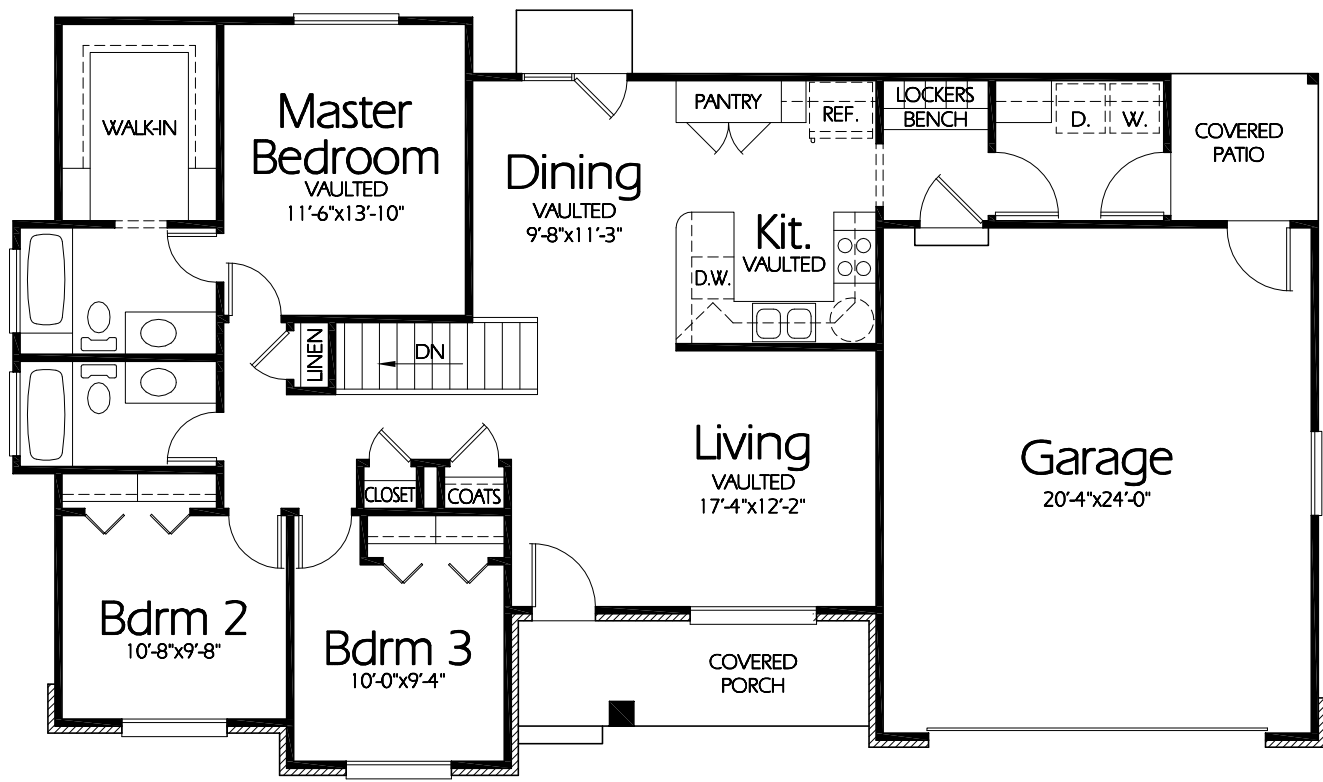 WALK-IN
Master
Bedroom
VAULTED
11'-6"x13'-10"
Dining
VAULTED
9'-8"x11'-3"
PANTRY
REF.
LOCKERS
BENCH
D.
W.
COVERED
PATIO
Kit.
VAULTED
D.W.
LINEN
DN
Living
VAULTED
17'-4"x12'-2"
Garage
20'-4"x24'-0"
CLOSET
COATS
Bdrm 2
10'-8"x9'-8"
Bdrm 3
10'-0"x9'-4"
COVERED
PORCH